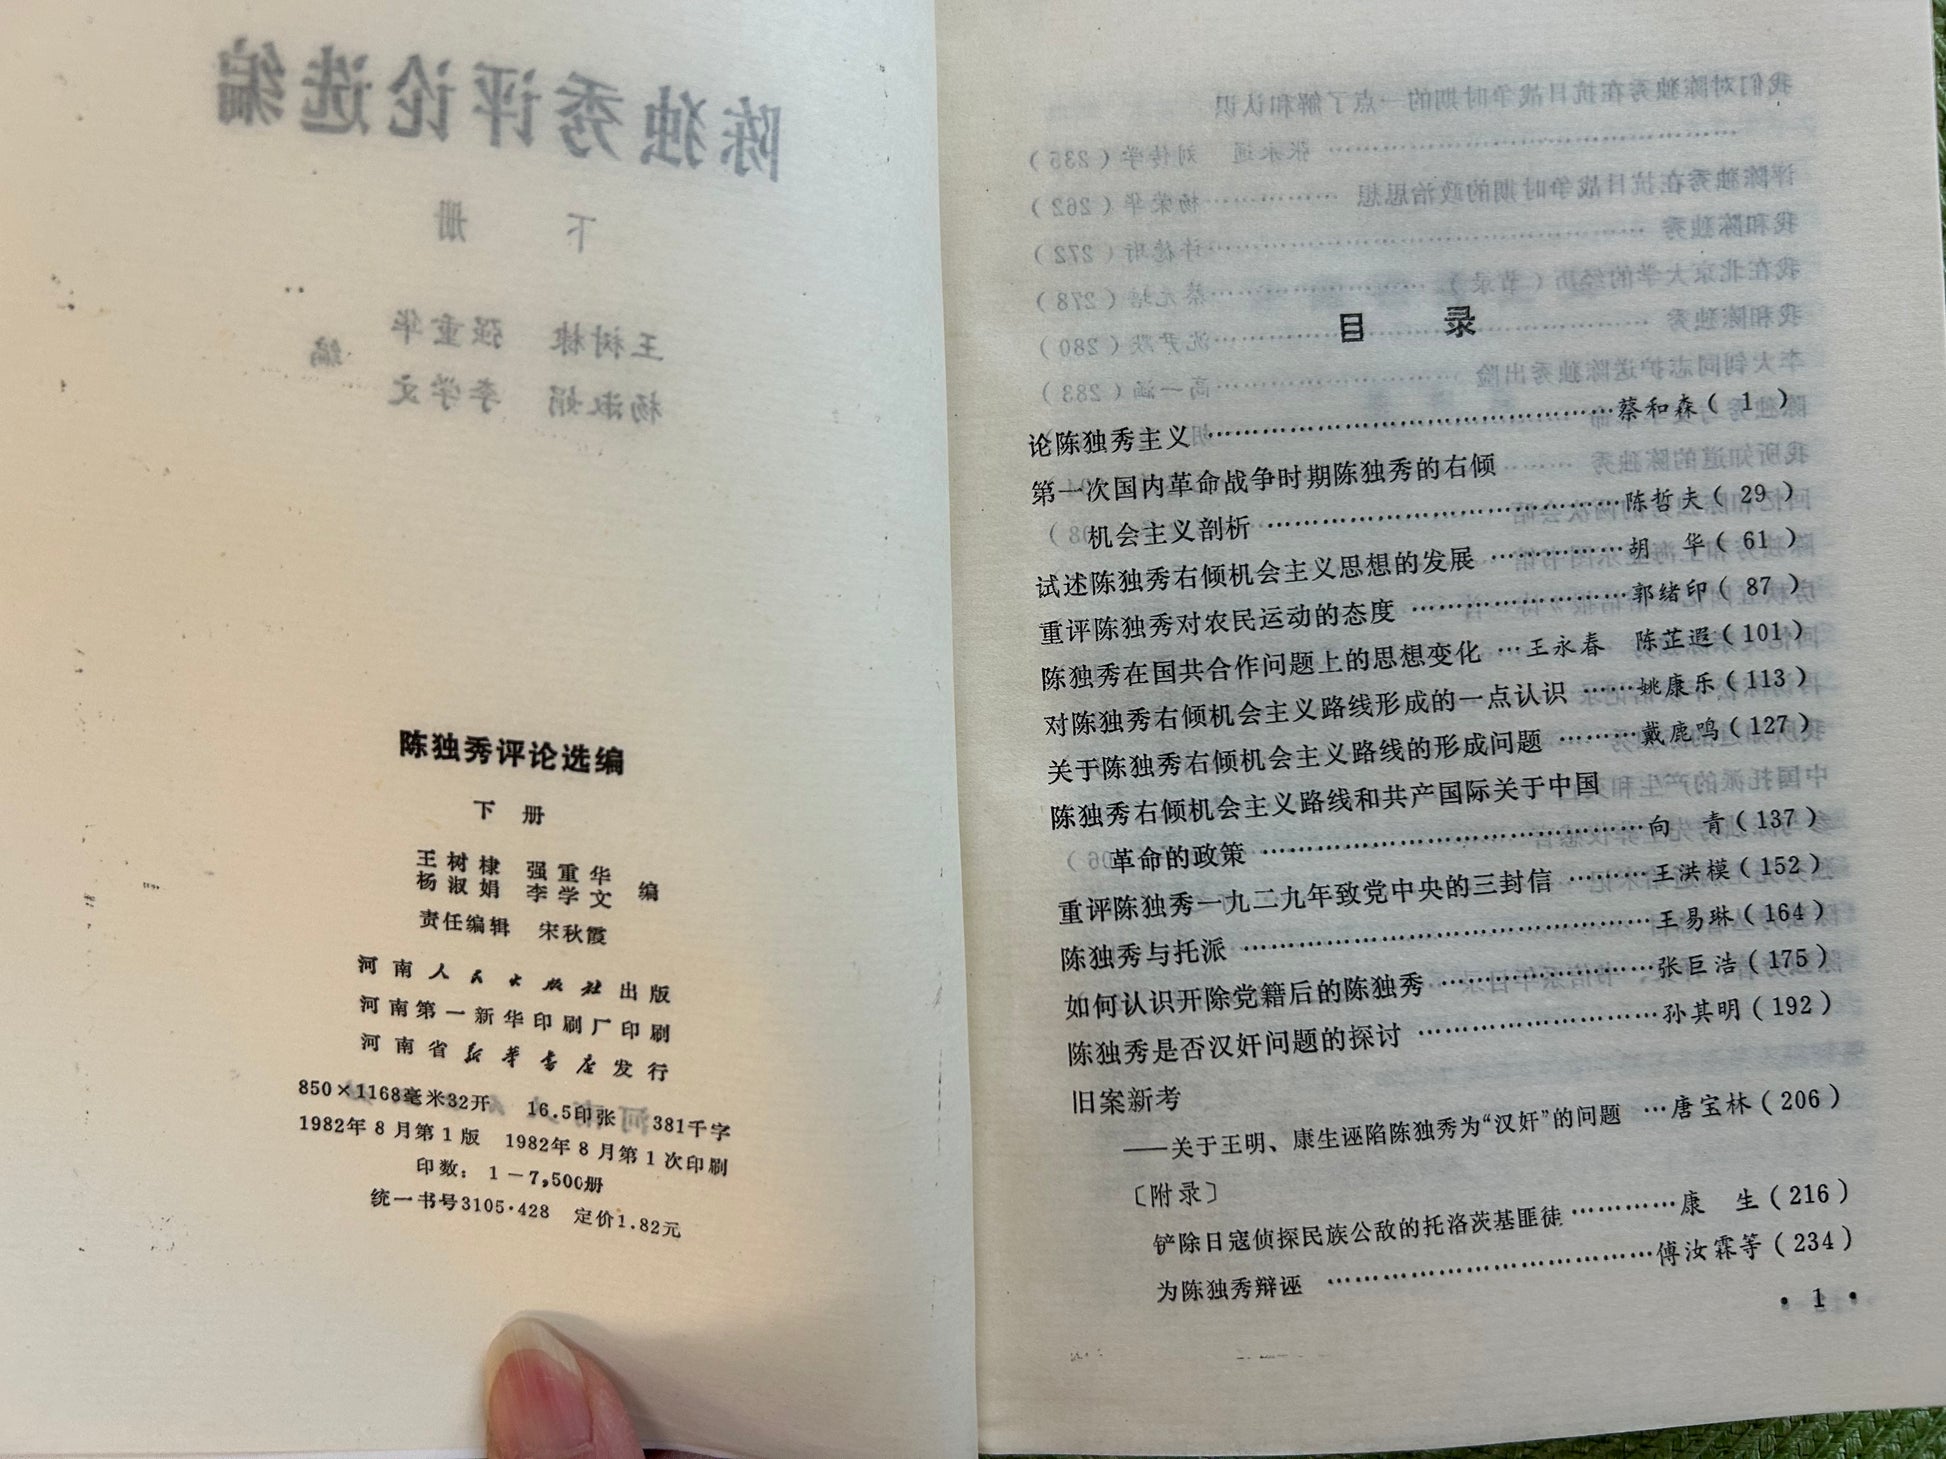 陈独秀评论选编
下 册
王树棣 强重华
杨淑娟 李学文 编
责任编辑 宋秋霞
河南人民大版社出版
河南第一新华印刷厂印刷
河南省新华书店发行
850×1168毫米32开 16.5印张 381千字
1982年8月第1版 1982年8月第1次印刷
印数：1－7,500册
统一书号3105·428 定价1.82元
目 录
论陈独秀主义……………………………………蔡和森（ 1 ）
第一次国内革命战争时期陈独秀的右倾
机会主义剖析……………………………………陈哲夫（ 29 ）
试述陈独秀右倾机会主义思想的发展……………胡 华（ 61 ）
重评陈独秀对农民运动的态度……………………郭绪印（ 87 ）
陈独秀在国共合作问题上的思想变化…王永春 陈芷遐（101）
对陈独秀右倾机会主义路线形成的一点认识……姚康乐（113）
关于陈独秀右倾机会主义路线的形成问题………戴鹿鸣（127）
陈独秀右倾机会主义路线和共产国际关于中国
革命的政策……………………………………向 青（137）
重评陈独秀一九二九年致党中央的三封信………王洪模（152）
陈独秀与托派……………………………………王易琳（164）
如何认识开除党籍后的陈独秀……………………张巨浩（175）
陈独秀是否汉奸问题的探讨………………………孙其明（192）
旧案新考
——关于王明、康生诬陷陈独秀为“汉奸”的问题…唐宝林（206）
〔附录〕
铲除日寇侦探民族公敌的托洛茨基匪徒…………康 生（216）
为陈独秀辩诬……………………………………傅汝霖等（234）
• 1 •